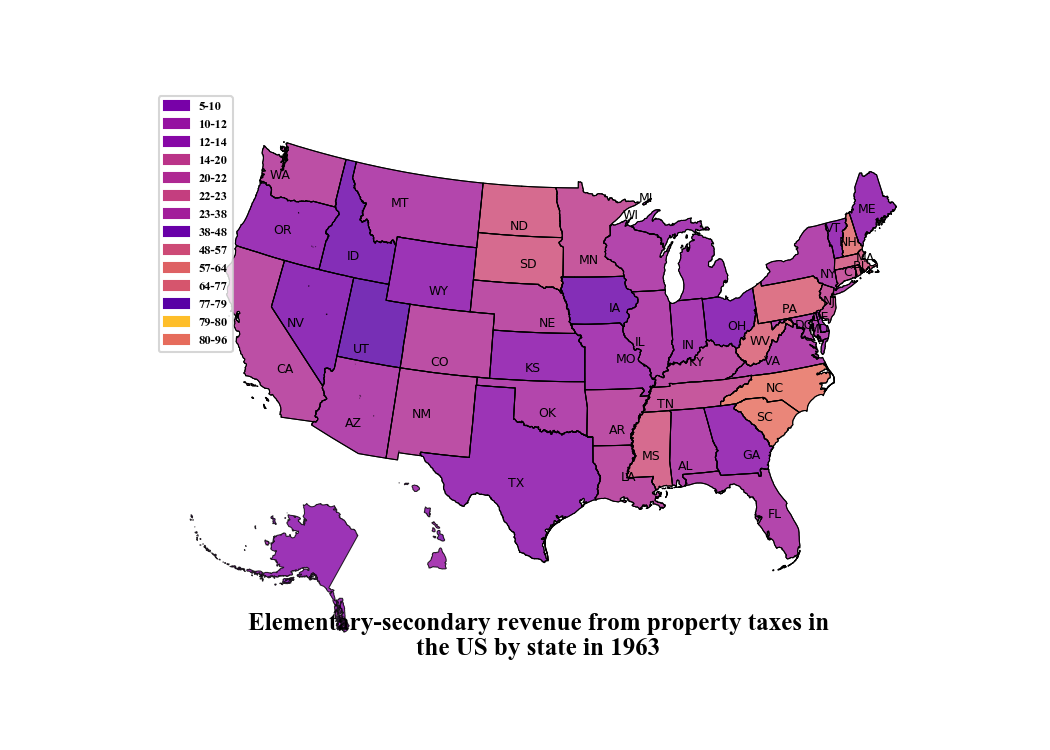 5-10
10-12
12-14
14-20
20-22
22-23
23-38
38-48
48-57
57-64
64-77
77-79
79-80
80-96
WA
MT
ND
MN
WI
MI
ME
VT
NH
MA
RI
OR
ID
SD
WY
NY
CT
NV
UT
CO
NE
IA
IL
IN
OH
PA
NJ
DE
MD
DC
WV
VA
CA
KS
MO
KY
AZ
NM
OK
AR
TN
NC
SC
TX
LA
MS
AL
GA
FL
Elementary-secondary revenue from property taxes in
the US by state in 1963